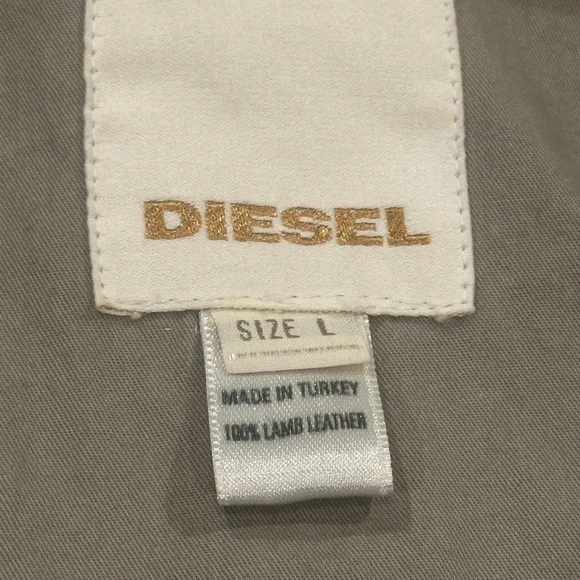 DIESEL
SIZE L
MADE IN TURKEY
100% LAMB LEATHER